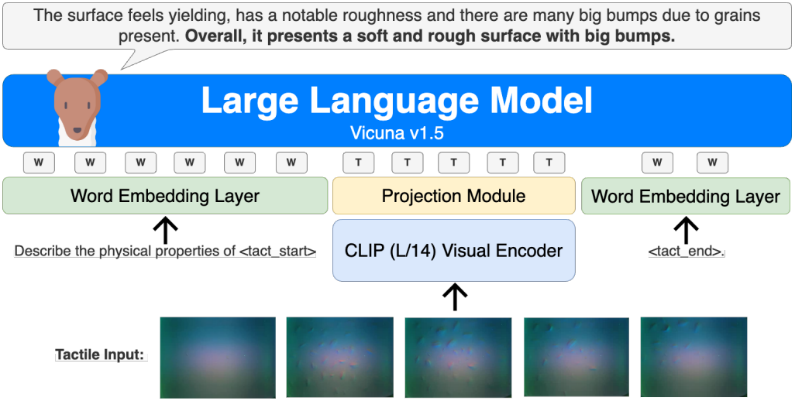 The surface feels yielding, has a notable roughness and there are many big bumps due to grains
present. Overall, it presents a soft and rough surface with big bumps.
Large Language Model
Vicuna v1.5
W W W W W W T T T T T W W
Word Embedding Layer Projection Module Word Embedding Layer
Describe the physical properties of <tact_start> CLIP (L/14) Visual Encoder <tact_end>.
Tactile Input: